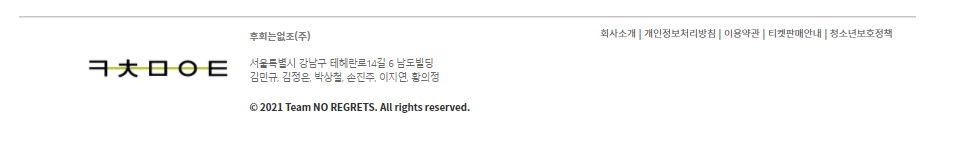 ㅋㅊㅁㅇㅌ
후회는없조(주)
서울특별시 강남구 테헤란로14길 6 남도빌딩
김민규, 김정은, 박상철, 손진주, 이지연, 황의정
© 2021 Team NO REGRETS. All rights reserved.
회사소개 | 개인정보처리방침 | 이용약관 | 티켓판매안내 | 청소년보호정책